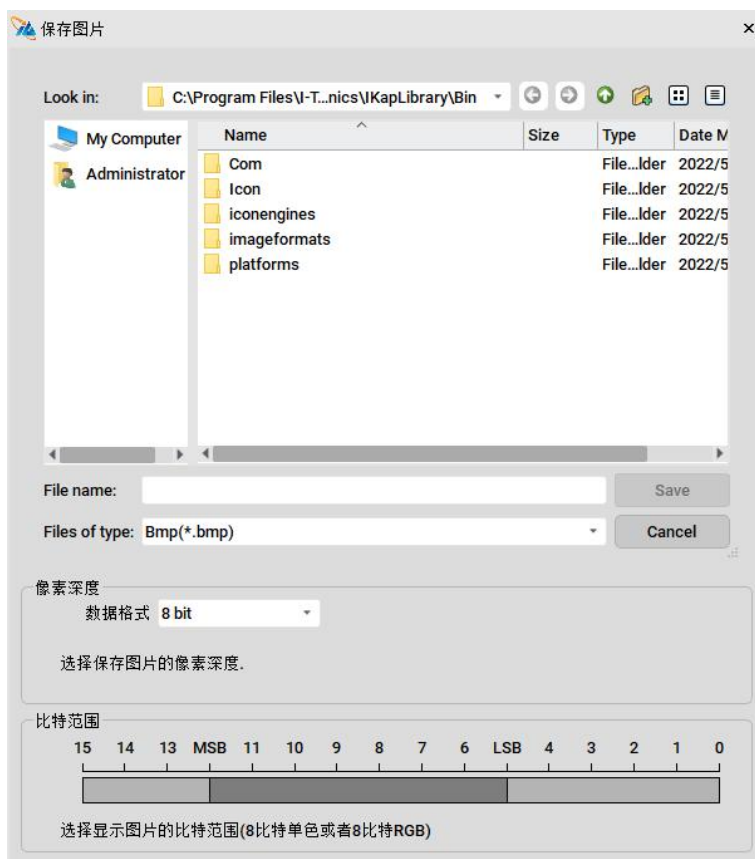 保存图片
Look in: C:\Program Files\I-T...nics\IKapLibrary\Bin
My Computer
Administrator
Name Size Type Date M
Com File...lder 2022/5
Icon File...lder 2022/5
iconengines File...lder 2022/5
imageformats File...lder 2022/5
platforms File...lder 2022/5
File name: Save
Files of type: Bmp(*.bmp) Cancel
像素深度
数据格式 8 bit
选择保存图片的像素深度.
比特范围
15 14 13 MSB 11 10 9 8 7 6 LSB 4 3 2 1 0
选择显示图片的比特范围(8比特单色或者8比特RGB)